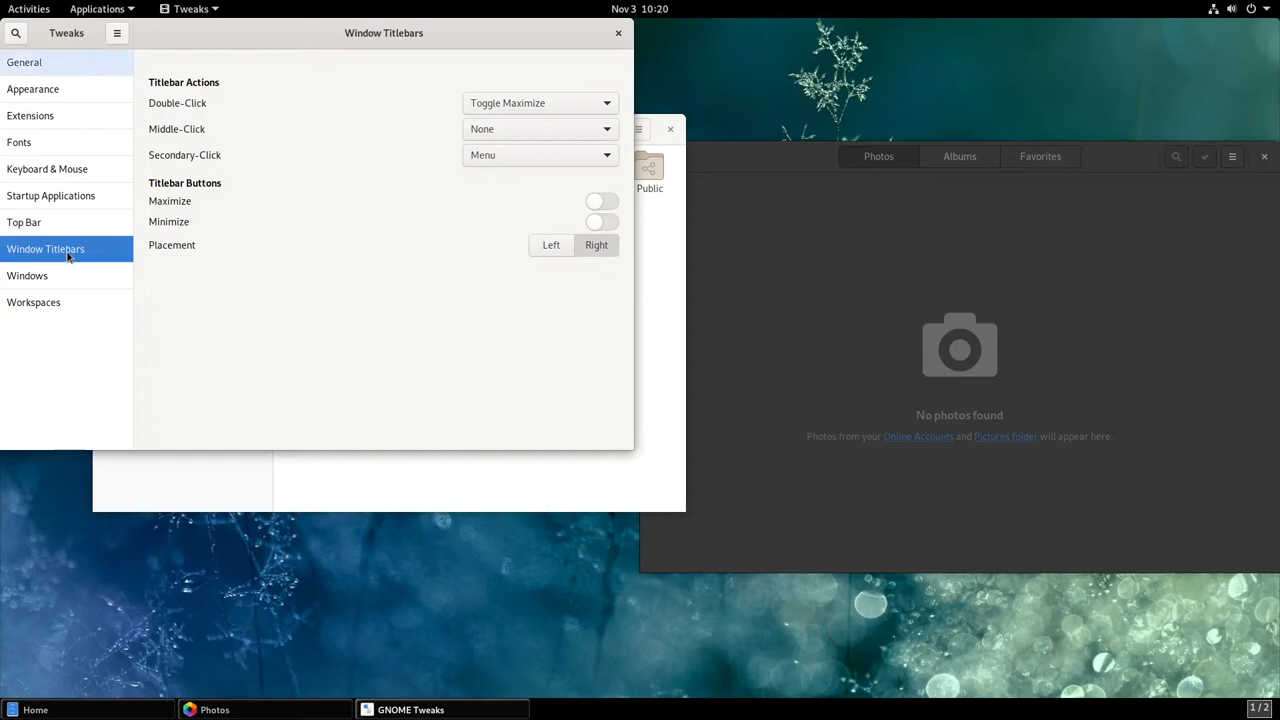 Activities Applications Tweaks Nov 3 10:20
Tweaks Window Titlebars
General
Appearance
Extensions
Fonts
Keyboard & Mouse
Startup Applications
Top Bar
Window Titlebars
Windows
Workspaces
Titlebar Actions
Double-Click Toggle Maximize
Middle-Click None
Secondary-Click Menu
Titlebar Buttons
Maximize
Minimize
Placement Left Right
Public
Photos Albums Favorites
No photos found
Photos from your Online Accounts and Pictures folder will appear here.
Home Photos GNOME Tweaks 1 / 2